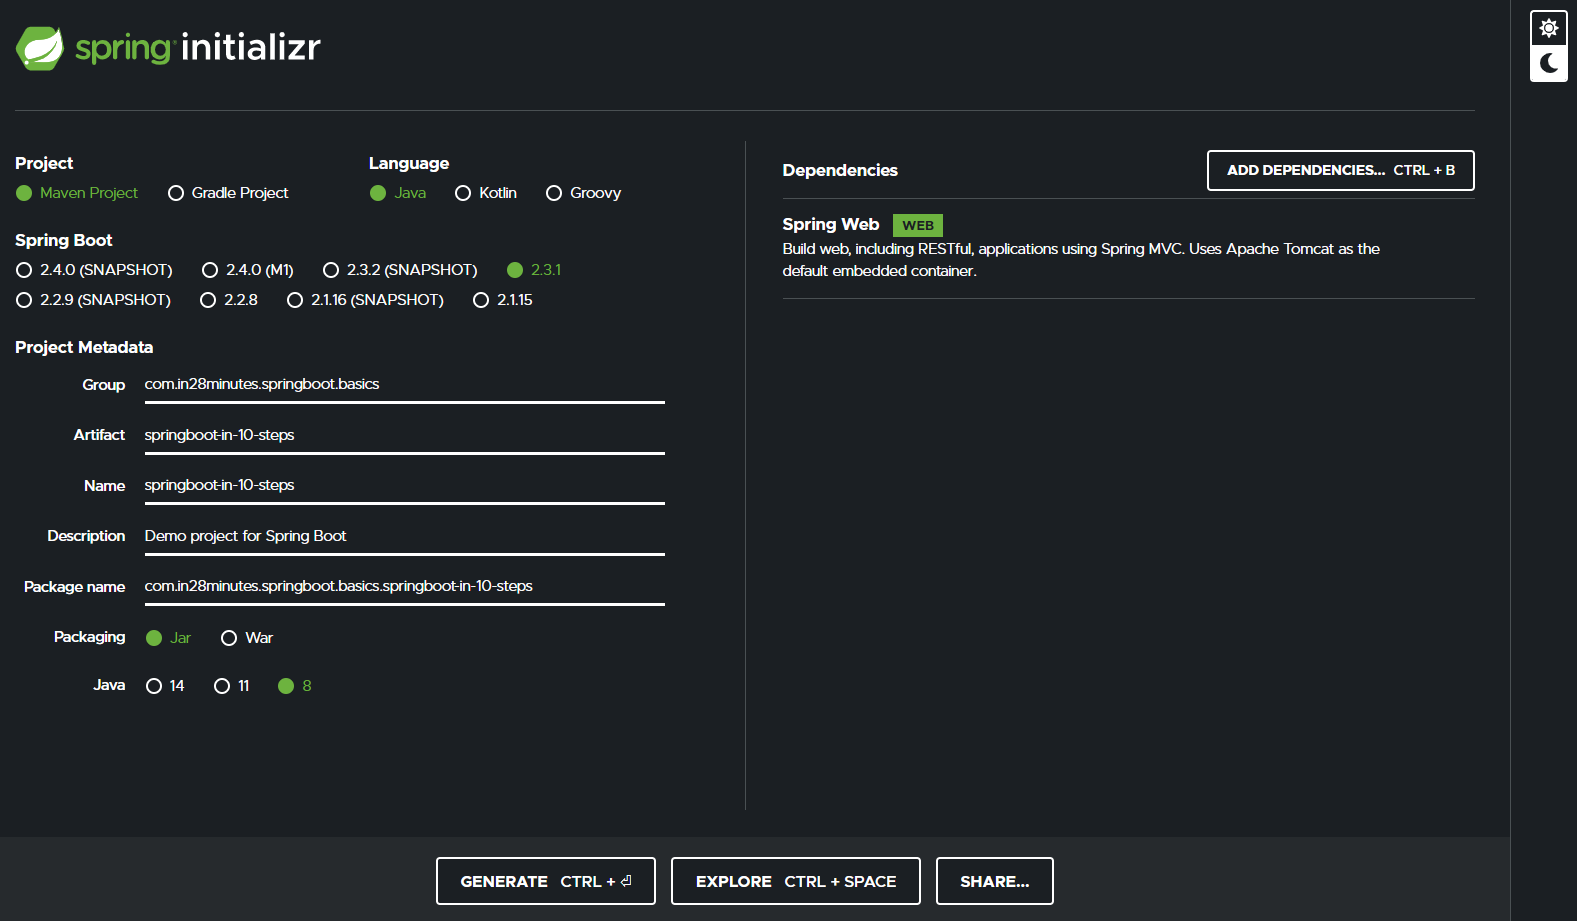 spring initializr
Project
Maven Project Gradle Project
Language
Java Kotlin Groovy
Spring Boot
2.4.0 (SNAPSHOT) 2.4.0 (M1) 2.3.2 (SNAPSHOT) 2.3.1
2.2.9 (SNAPSHOT) 2.2.8 2.1.16 (SNAPSHOT) 2.1.15
Project Metadata
Group com.in28minutes.springboot.basics
Artifact springboot-in-10-steps
Name springboot-in-10-steps
Description Demo project for Spring Boot
Package name com.in28minutes.springboot.basics.springboot-in-10-steps
Packaging Jar War
Java 14 11 8
Dependencies ADD DEPENDENCIES... CTRL + B
Spring Web WEB
Build web, including RESTful, applications using Spring MVC. Uses Apache Tomcat as the
default embedded container.
GENERATE CTRL + ⏎ EXPLORE CTRL + SPACE SHARE...